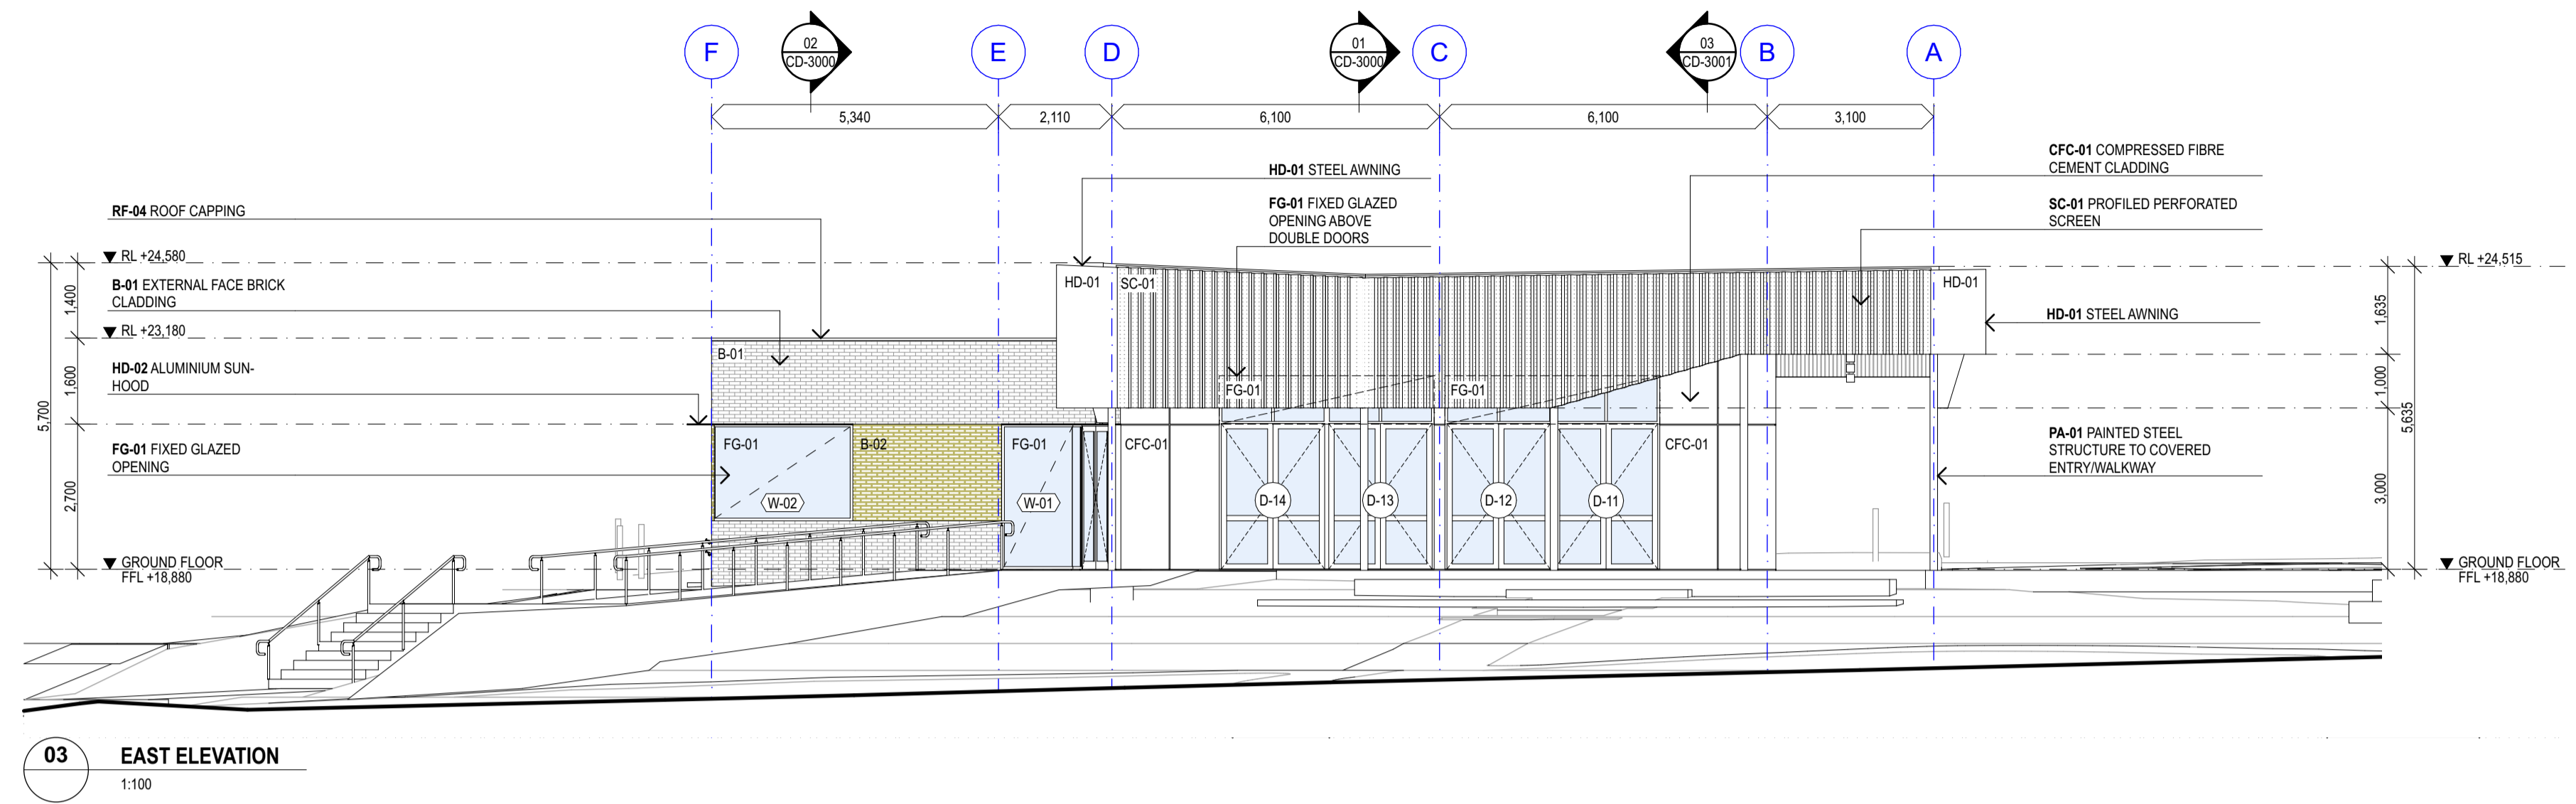 F
02
CD-3000
E
D
01
CD-3000
C
03
CD-3001
B
A
5,340
2,110
6,100
6,100
3,100
HD-01 STEEL AWNING
FG-01 FIXED GLAZED
OPENING ABOVE
DOUBLE DOORS
CFC-01 COMPRESSED FIBRE
CEMENT CLADDING
SC-01 PROFILED PERFORATED
SCREEN
RF-04 ROOF CAPPING
RL +24,580
B-01 EXTERNAL FACE BRICK
CLADDING
RL +23,180
HD-02 ALUMINIUM SUN-
HOOD
FG-01 FIXED GLAZED
OPENING
GROUND FLOOR
FFL +18,880
5,700
1,400
1,600
2,700
B-01
FG-01
B-02
W-02
FG-01
W-01
HD-01
SC-01
CFC-01
FG-01
FG-01
D-14
D-13
D-12
D-11
CFC-01
HD-01
RL +24,515
HD-01 STEEL AWNING
PA-01 PAINTED STEEL
STRUCTURE TO COVERED
ENTRY/WALKWAY
1,635
1,000
3,000
5,635
GROUND FLOOR
FFL +18,880
03
EAST ELEVATION
1:100